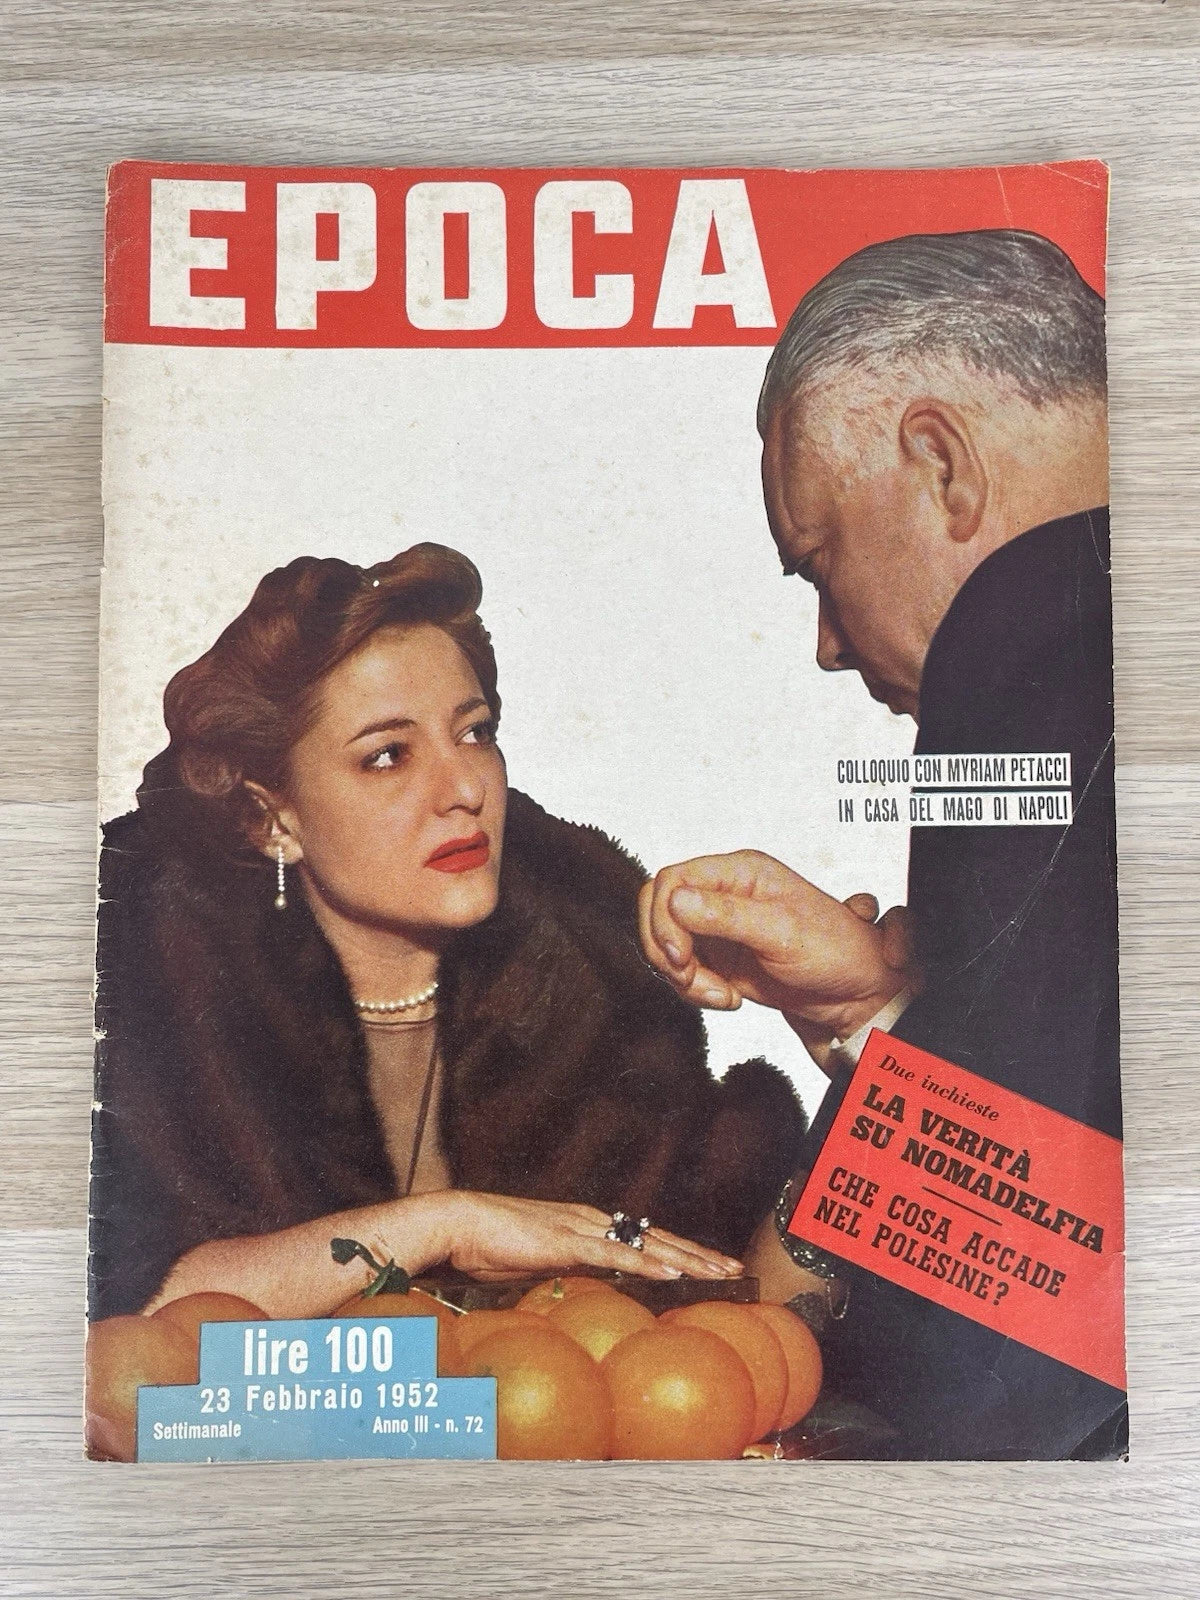 EPOCA
COLLOQUIO CON MYRIAM PETACCI
IN CASA DEL MAGO DI NAPOLI
Due inchieste
LA VERITÀ
SU NOMADELFIA
CHE COSA ACCADE
NEL POLESINE?
lire 100
23 Febbraio 1952
Settimanale Anno III - n. 72